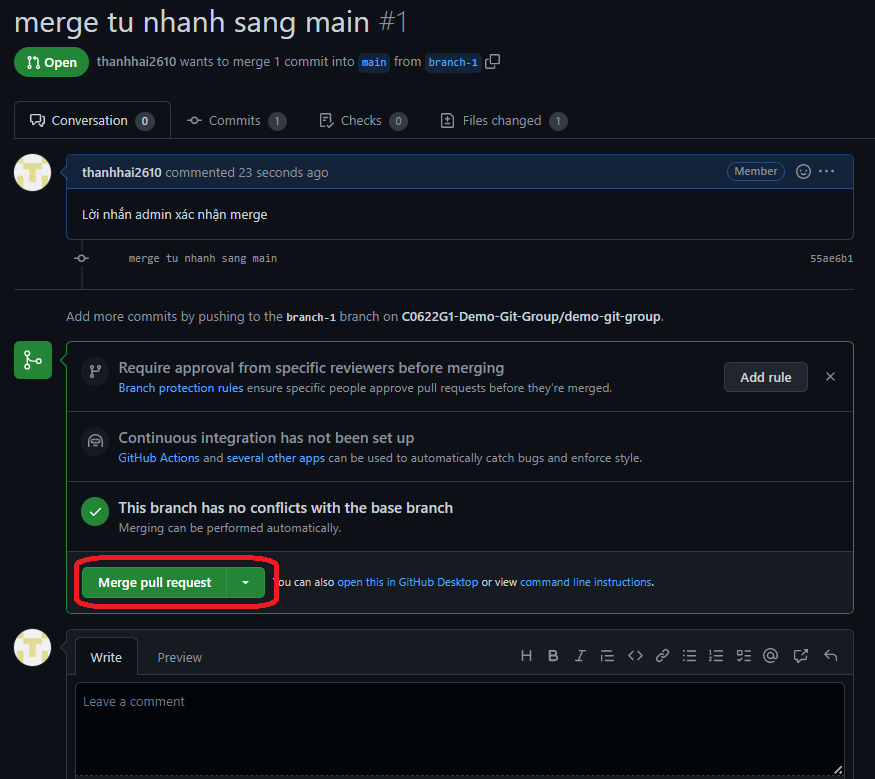 merge tu nhanh sang main #1
Open thanhhai2610 wants to merge 1 commit into main from branch-1
Conversation 0 Commits 1 Checks 0 Files changed 1
thanhhai2610 commented 23 seconds ago Member
Lời nhắn admin xác nhận merge
merge tu nhanh sang main 55ae6b1
Add more commits by pushing to the branch-1 branch on C0622G1-Demo-Git-Group/demo-git-group.
Require approval from specific reviewers before merging
Branch protection rules ensure specific people approve pull requests before they're merged.
Add rule
Continuous integration has not been set up
GitHub Actions and several other apps can be used to automatically catch bugs and enforce style.
This branch has no conflicts with the base branch
Merging can be performed automatically.
Merge pull request You can also open this in GitHub Desktop or view command line instructions.
Write Preview
Leave a comment